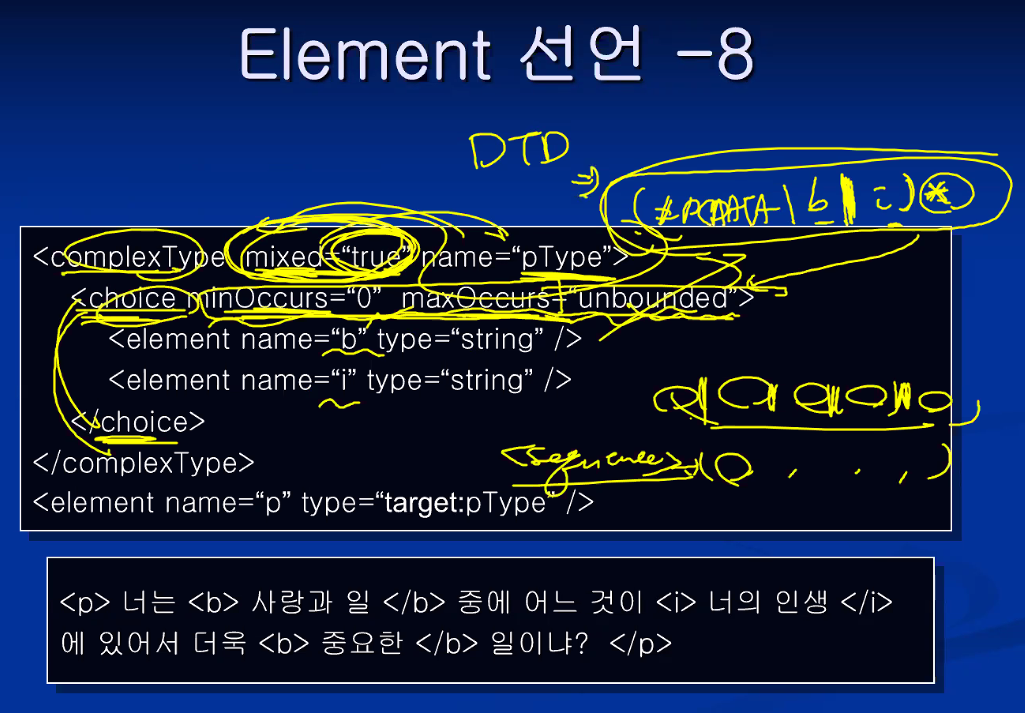 Element 선언 -8
DTD
⇒ (#PCDATA | b | i)*
<complexType mixed=“true” name=“pType”>
<choice minOccurs=“0” maxOccurs=“unbounded”>
<element name=“b” type=“string” />
<element name=“i” type=“string” />
</choice>
</complexType>
<sequence> ( , , , )
<element name=“p” type=“target:pType” />
<p> 너는 <b> 사랑과 일 </b> 중에 어느 것이 <i> 너의 인생 </i>
에 있어서 더욱 <b> 중요한 </b> 일이냐? </p>